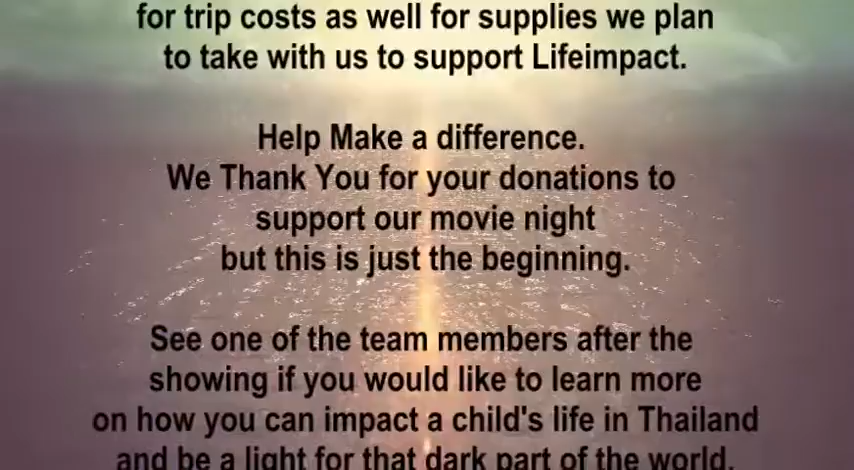 for trip costs as well for supplies we plan
to take with us to support Lifeimpact.
Help Make a difference.
We Thank You for your donations to
support our movie night
but this is just the beginning.
See one of the team members after the
showing if you would like to learn more
on how you can impact a child's life in Thailand
and be a light for that dark part of the world.